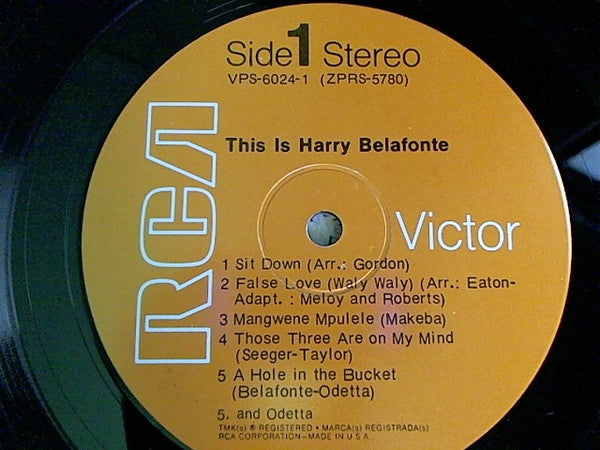 Side 1 Stereo
VPS-6024-1 (ZPRS-5780)
This Is Harry Belafonte
RCA
Victor
1 Sit Down (Arr.: Gordon)
2 False Love (Waly Waly) (Arr.: Eaton-
Adapt. : Meloy and Roberts)
3 Mangwene Mpulele (Makeba)
4 Those Three Are on My Mind
(Seeger-Taylor)
5 A Hole in the Bucket
(Belafonte-Odetta)
5. and Odetta
TMK(s) ® REGISTERED • MARCA(s) REGISTRADA(s)
RCA CORPORATION–MADE IN U.S.A.